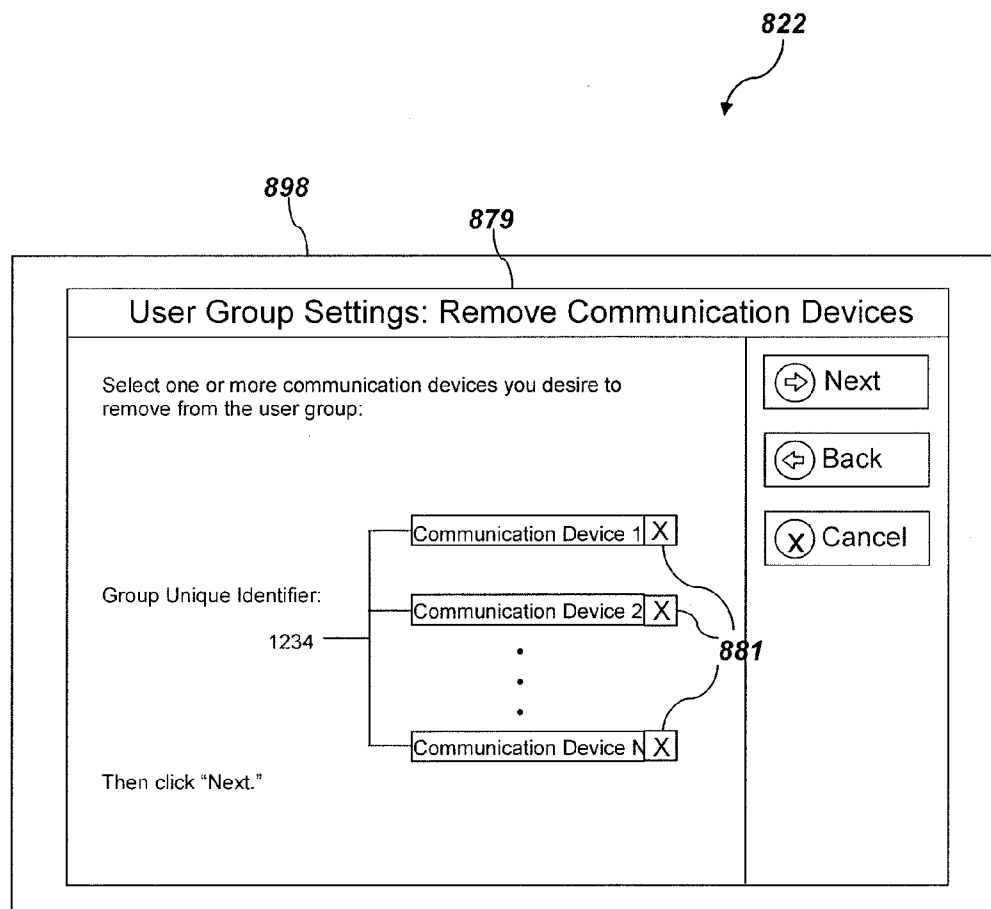 822
898
879
User Group Settings: Remove Communication Devices
Select one or more communication devices you desire to
remove from the user group:
Next
Back
Cancel
Communication Device 1 X
Group Unique Identifier:
Communication Device 2 X
1234
881
Communication Device N X
Then click “Next.”
X